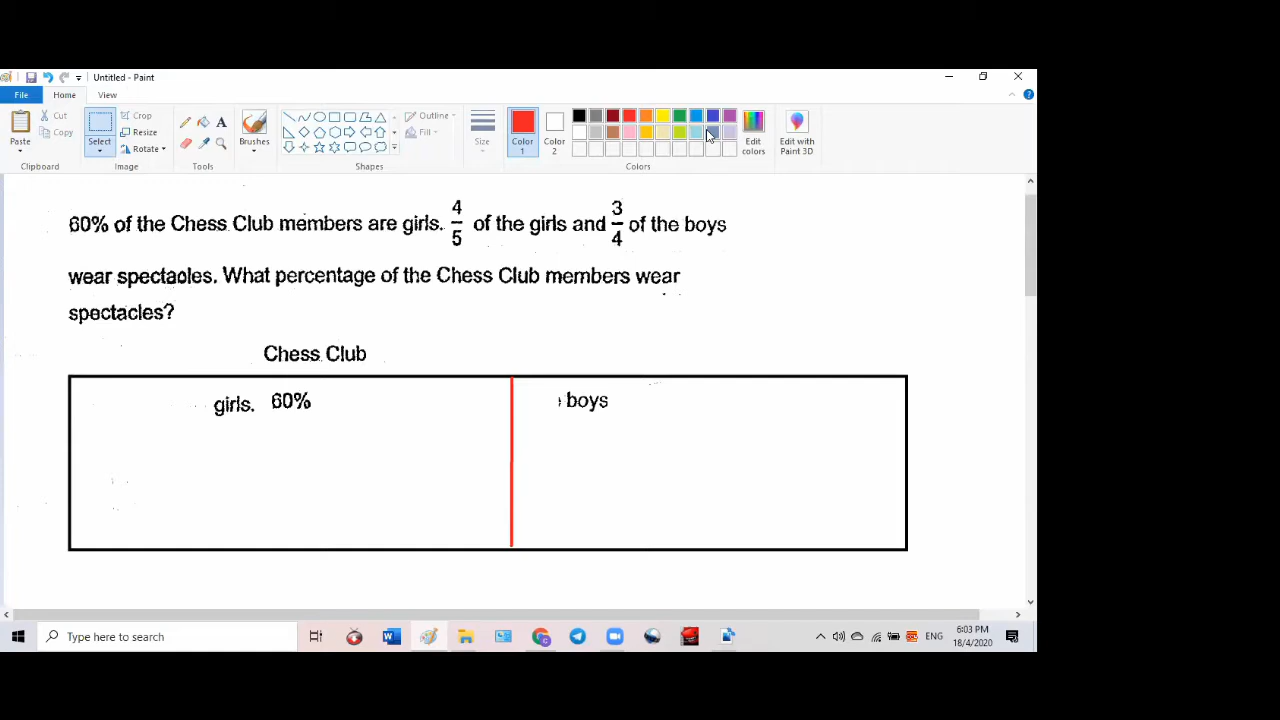 Untitled - Paint
File Home View
Cut
Copy
Paste
Clipboard
Select
Crop
Resize
Rotate
Image
A
Tools
Brushes
Outline
Fill
Shapes
Size
Color 1
Color 2
Edit colors
Colors
Edit with Paint 3D
60% of the Chess Club members are girls. 4/5 of the girls and 3/4 of the boys
wear spectacles. What percentage of the Chess Club members wear
spectacles?
Chess Club
girls. 60%
boys
Type here to search
ENG
6:03 PM
18/4/2020